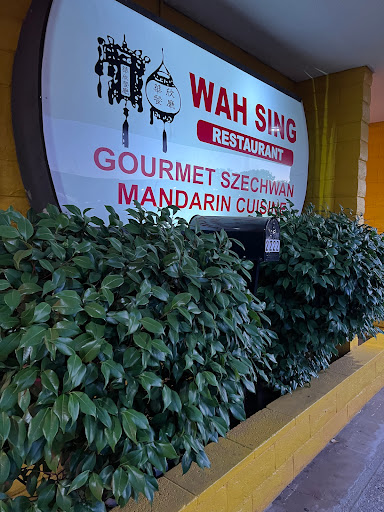 WAH SING
RESTAURANT
GOURMET SZECHWAN
MANDARIN CUISINE